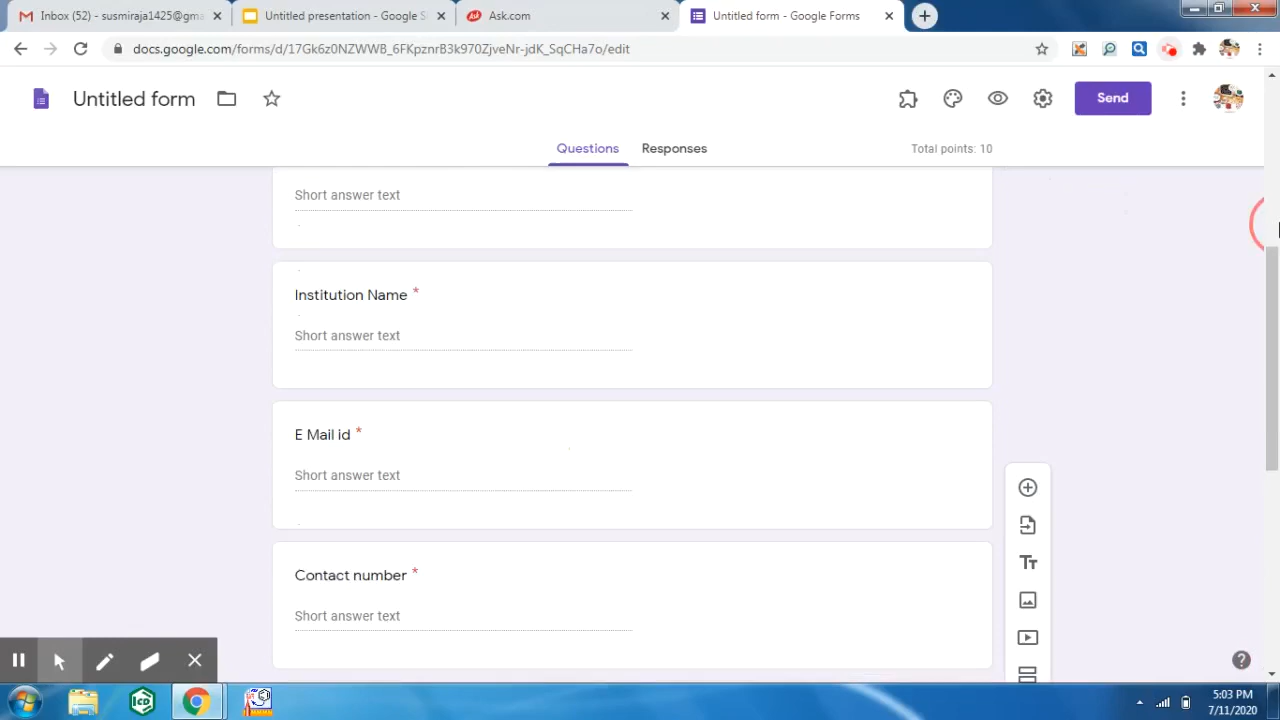 Inbox (52) - susmiraja1425@gma
Untitled presentation - Google S
Ask.com
Untitled form - Google Forms
docs.google.com/forms/d/17Gk6z0NZWWB_6FKpznrB3k970ZjveNr-jdK_SqCHa7o/edit
Untitled form
Send
Questions
Responses
Total points: 10
Short answer text
Institution Name *
Short answer text
E Mail id *
Short answer text
Contact number *
Short answer text
5:03 PM
7/11/2020